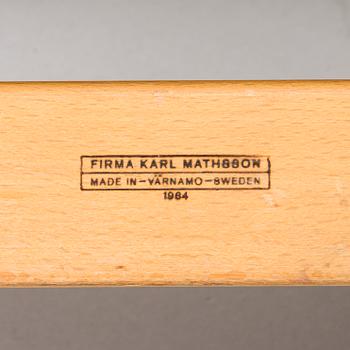 FIRMA KARL MATHSSON
MADE IN–VÄRNAMO–SWEDEN
1964